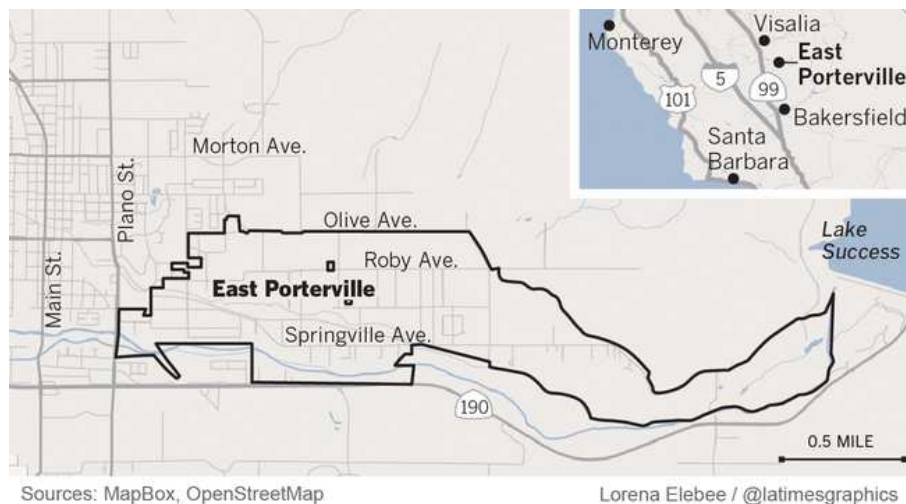 Visalia
Monterey
East
Porterville
5
99
101
Bakersfield
Santa
Barbara
Morton Ave.
Plano St.
Olive Ave.
Lake
Success
Main St.
Roby Ave.
East Porterville
Springville Ave.
190
0.5 MILE
Sources: MapBox, OpenStreetMap
Lorena Elebee / @latimesgraphics